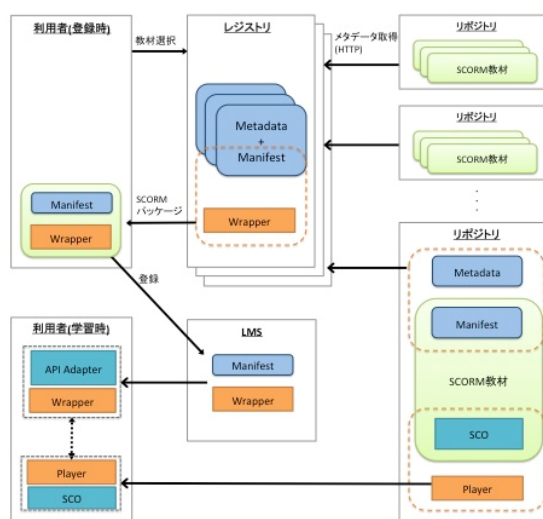 利用者(登録時)
教材選択
レジストリ
メタデータ取得
(HTTP)
リポジトリ
SCORM教材
Metadata
+
Manifest
リポジトリ
SCORM教材
Manifest
Wrapper
SCORM
パッケージ
Wrapper
リポジトリ
Metadata
Manifest
登録
利用者(学習時)
API Adapter
Wrapper
LMS
Manifest
Wrapper
SCORM教材
SCO
Player
SCO
Player